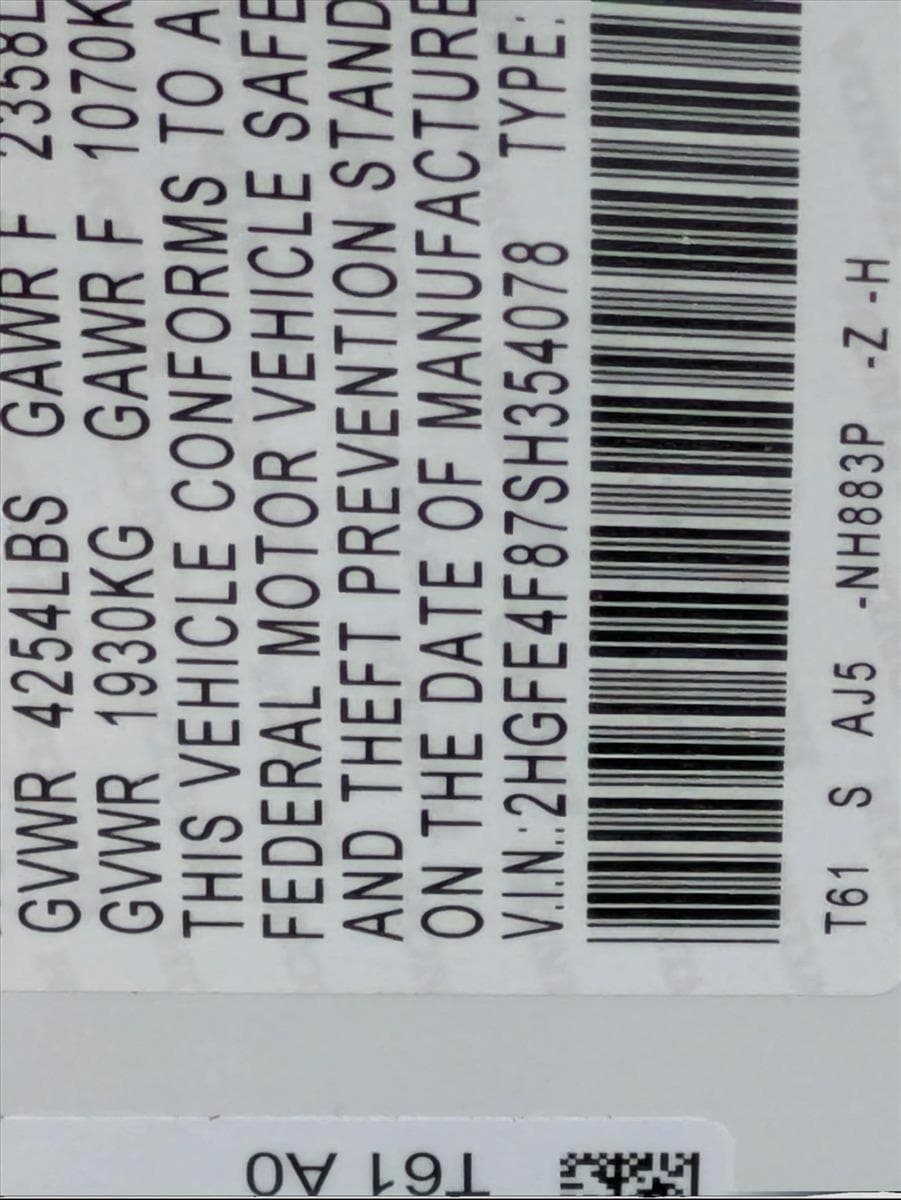 GVWR 4254LBS GAWR F 2358L
GVWR 1930KG GAWR F 1070K
THIS VEHICLE CONFORMS TO A
FEDERAL MOTOR VEHICLE SAFE
AND THEFT PREVENTION STAND
ON THE DATE OF MANUFACTURE
V.I.N.:2HGFE4F87SH354078 TYPE:
T61 S AJ5 -NH883P -Z -H
T61 A0